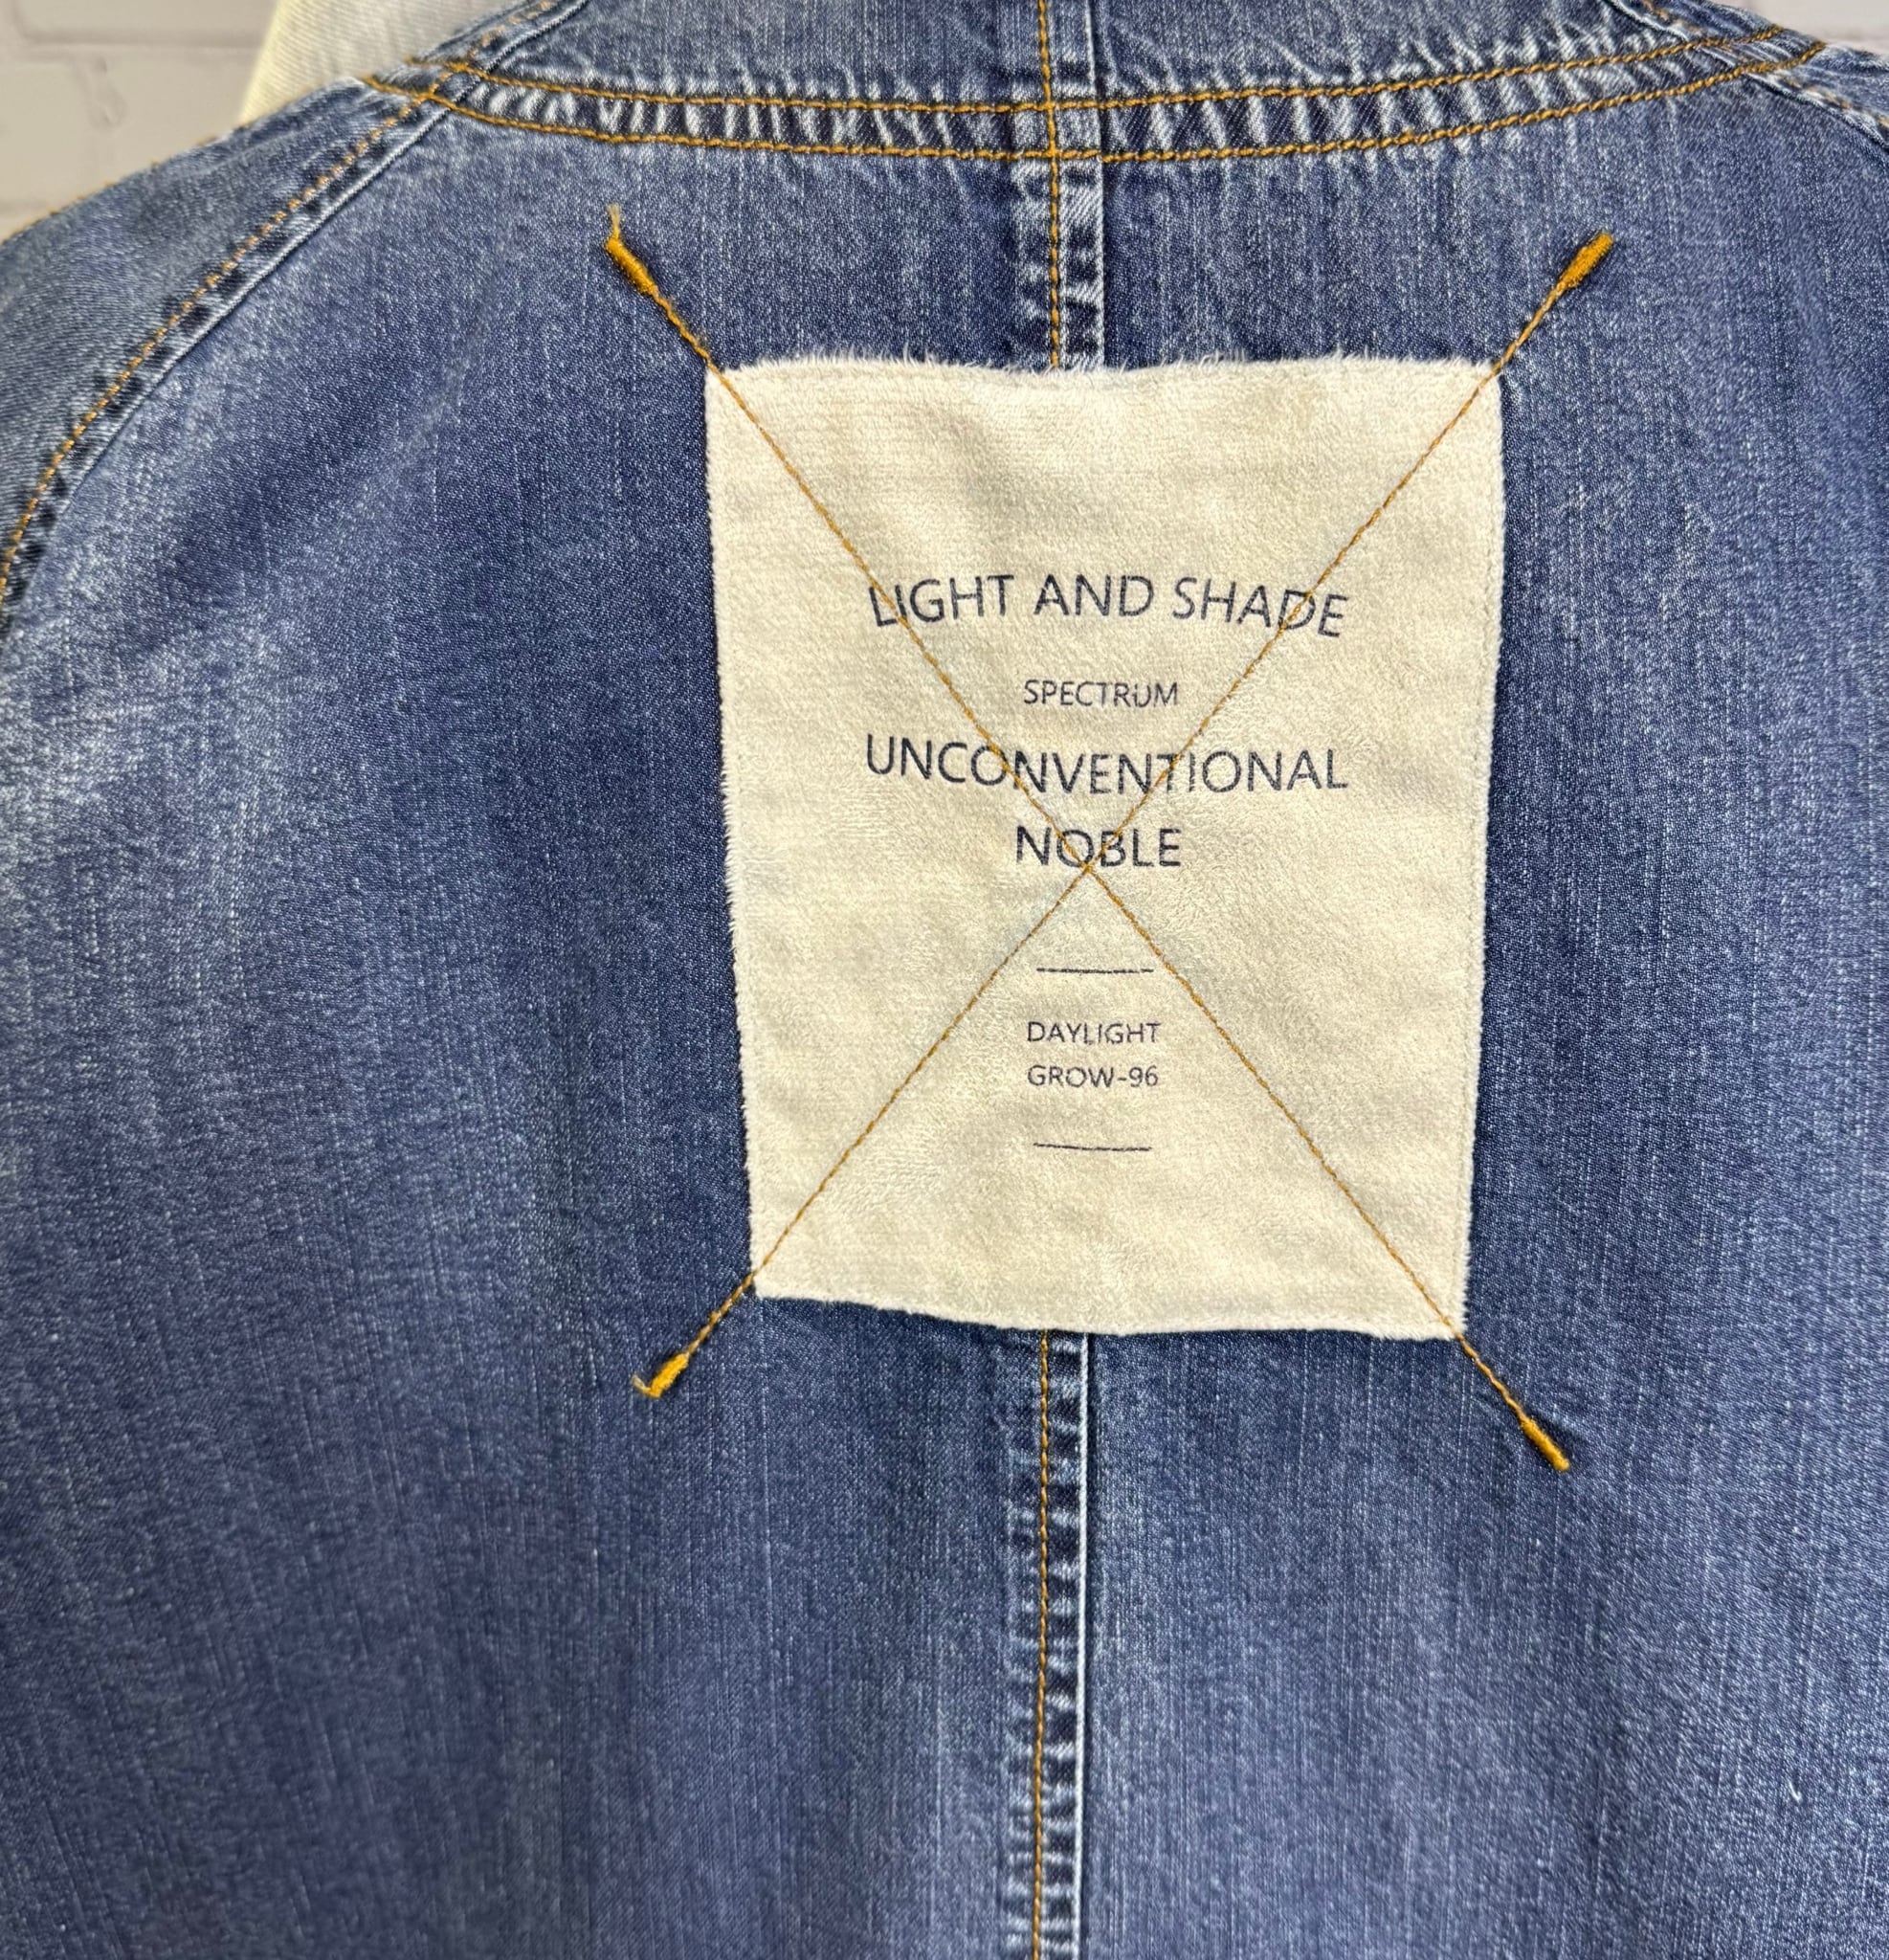 LIGHT AND SHADE
SPECTRUM
UNCONVENTIONAL
NOBLE
DAYLIGHT
GROW-96